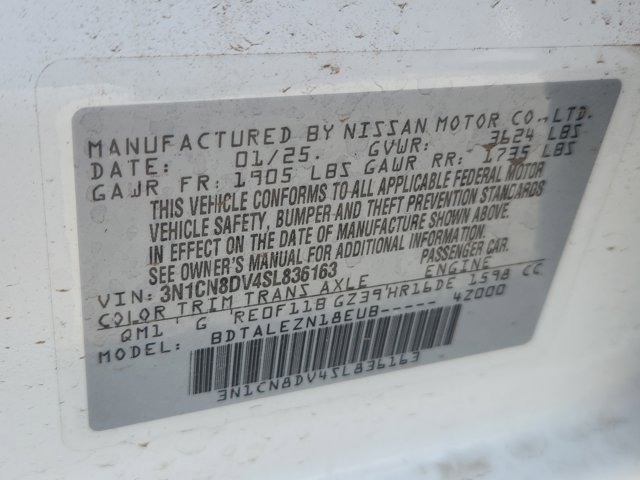 MANUFACTURED BY NISSAN MOTOR CO., LTD.
DATE: 01/25. GVWR: 3624 LBS
GAWR FR: 1905 LBS GAWR RR: 1735 LBS
THIS VEHICLE CONFORMS TO ALL APPLICABLE FEDERAL MOTOR
VEHICLE SAFETY, BUMPER AND THEFT PREVENTION STANDARDS
IN EFFECT ON THE DATE OF MANUFACTURE SHOWN ABOVE.
SEE OWNER'S MANUAL FOR ADDITIONAL INFORMATION.
VIN: 3N1CN8DV4SL836163 PASSENGER CAR.
COLOR TRIM TRANS AXLE ENGINE
QM1 G RE0F11B GZ39 HR16DE 1598 CC
MODEL: BDTALEZN18EUB----- 42000
3N1CN8DV4SL836163